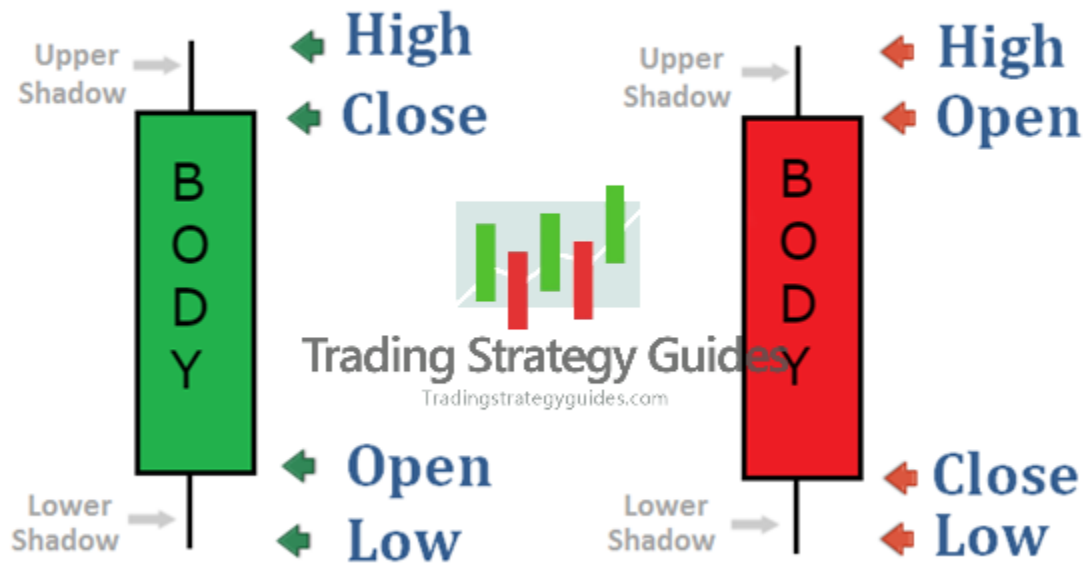 Upper
Shadow
High
Close
B
O
D
Y
Open
Low
Lower
Shadow
Trading Strategy Guides
Tradingstrategyguides.com
Upper
Shadow
High
Open
B
O
D
Y
Close
Low
Lower
Shadow